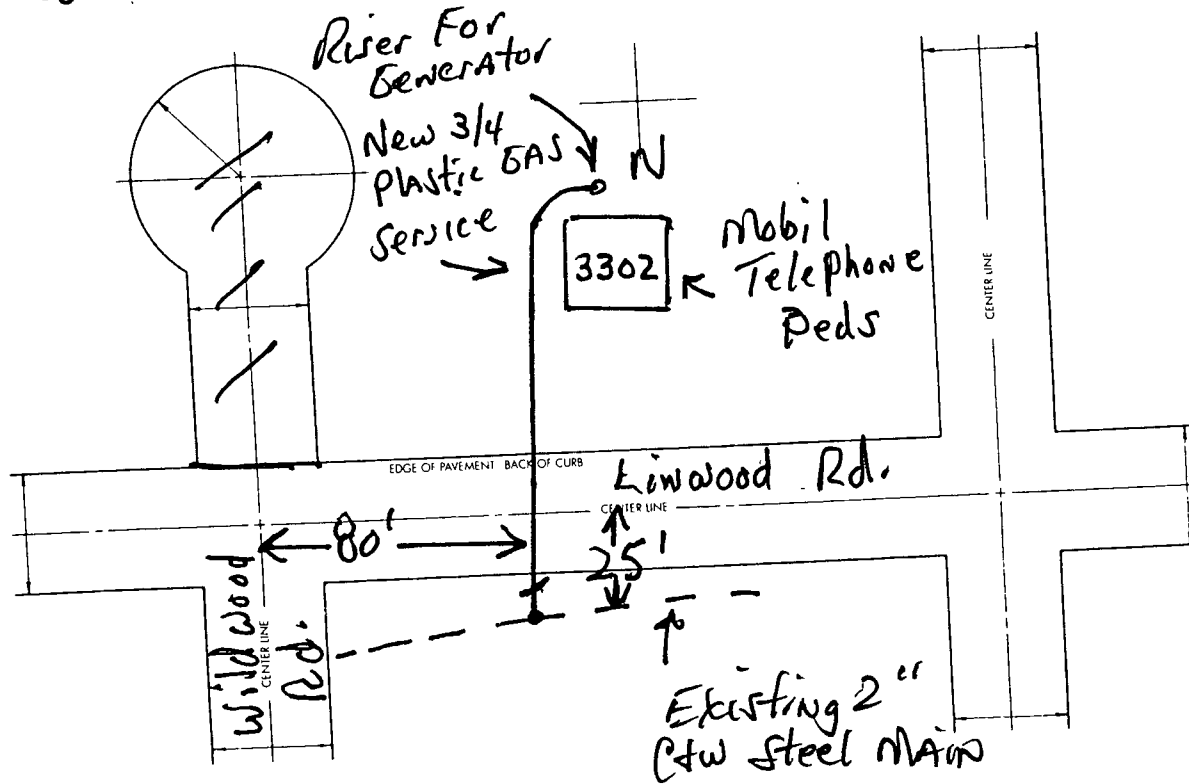 Riser For
Generator
New 3/4
Plastic GAS
Service
N
3302
Mobil
Telephone
Peds
CENTER LINE
EDGE OF PAVEMENT BACK OF CURB
Linwood Rd.
CENTER LINE
80'
25'
Wildwood
Rd.
CENTER LINE
Existing 2"
C+W Steel MAIN